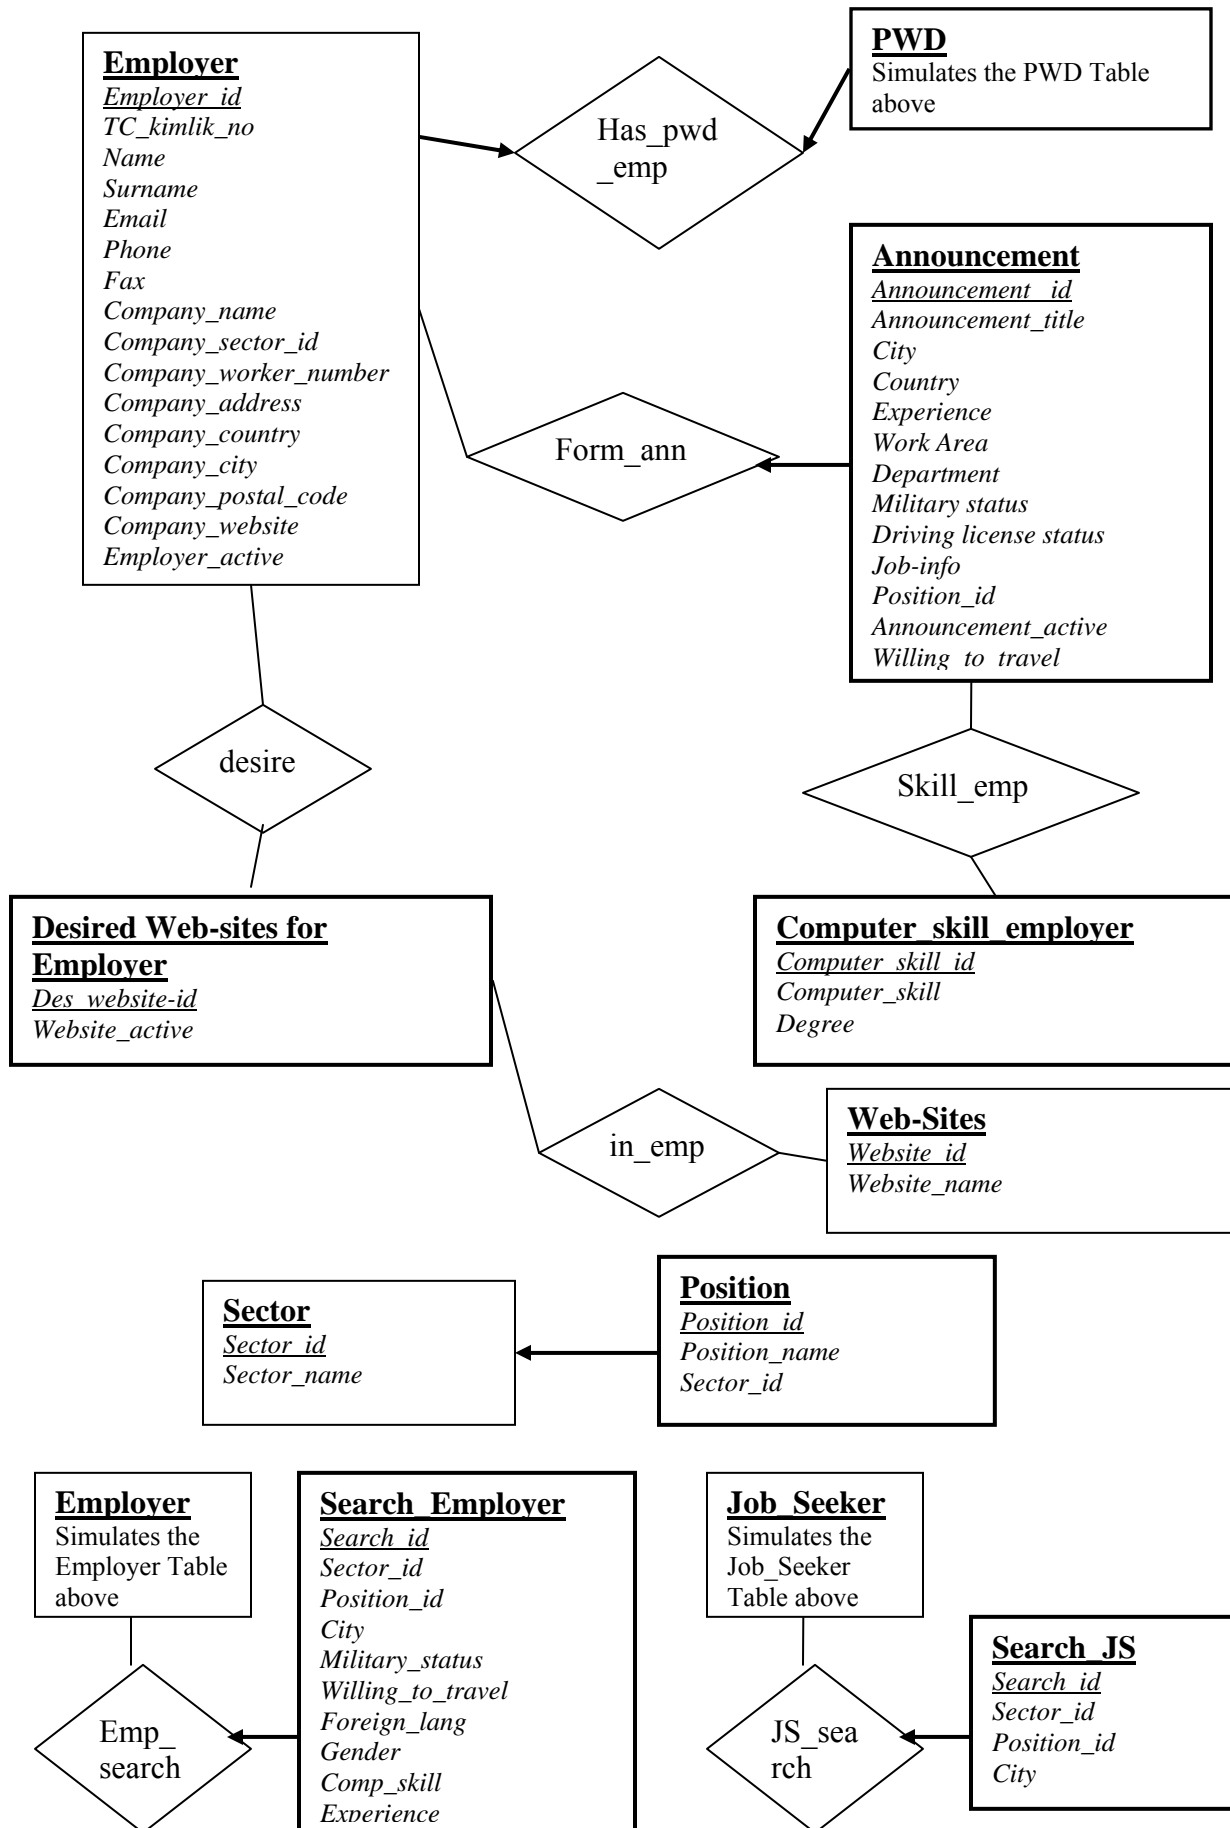 Employer
Employer_id
TC_kimlik_no
Name
Surname
Email
Phone
Fax
Company_name
Company_sector_id
Company_worker_number
Company_address
Company_country
Company_city
Company_postal_code
Company_website
Employer_active
Has_pwd
_emp
PWD
Simulates the PWD Table
above
Announcement
Announcement_id
Announcement_title
City
Country
Experience
Work Area
Department
Military status
Driving license status
Job-info
Position_id
Announcement_active
Willing_to_travel
Form_ann
desire
Skill_emp
Desired Web-sites for
Employer
Des_website-id
Website_active
Computer_skill_employer
Computer_skill_id
Computer_skill
Degree
in_emp
Web-Sites
Website_id
Website_name
Sector
Sector_id
Sector_name
Position
Position_id
Position_name
Sector_id
Employer
Simulates the
Employer Table
above
Search_Employer
Search_id
Sector_id
Position_id
City
Military_status
Willing_to_travel
Foreign_lang
Gender
Comp_skill
Experience
Emp_
search
Job_Seeker
Simulates the
Job_Seeker
Table above
JS_sea
rch
Search_JS
Search_id
Sector_id
Position_id
City